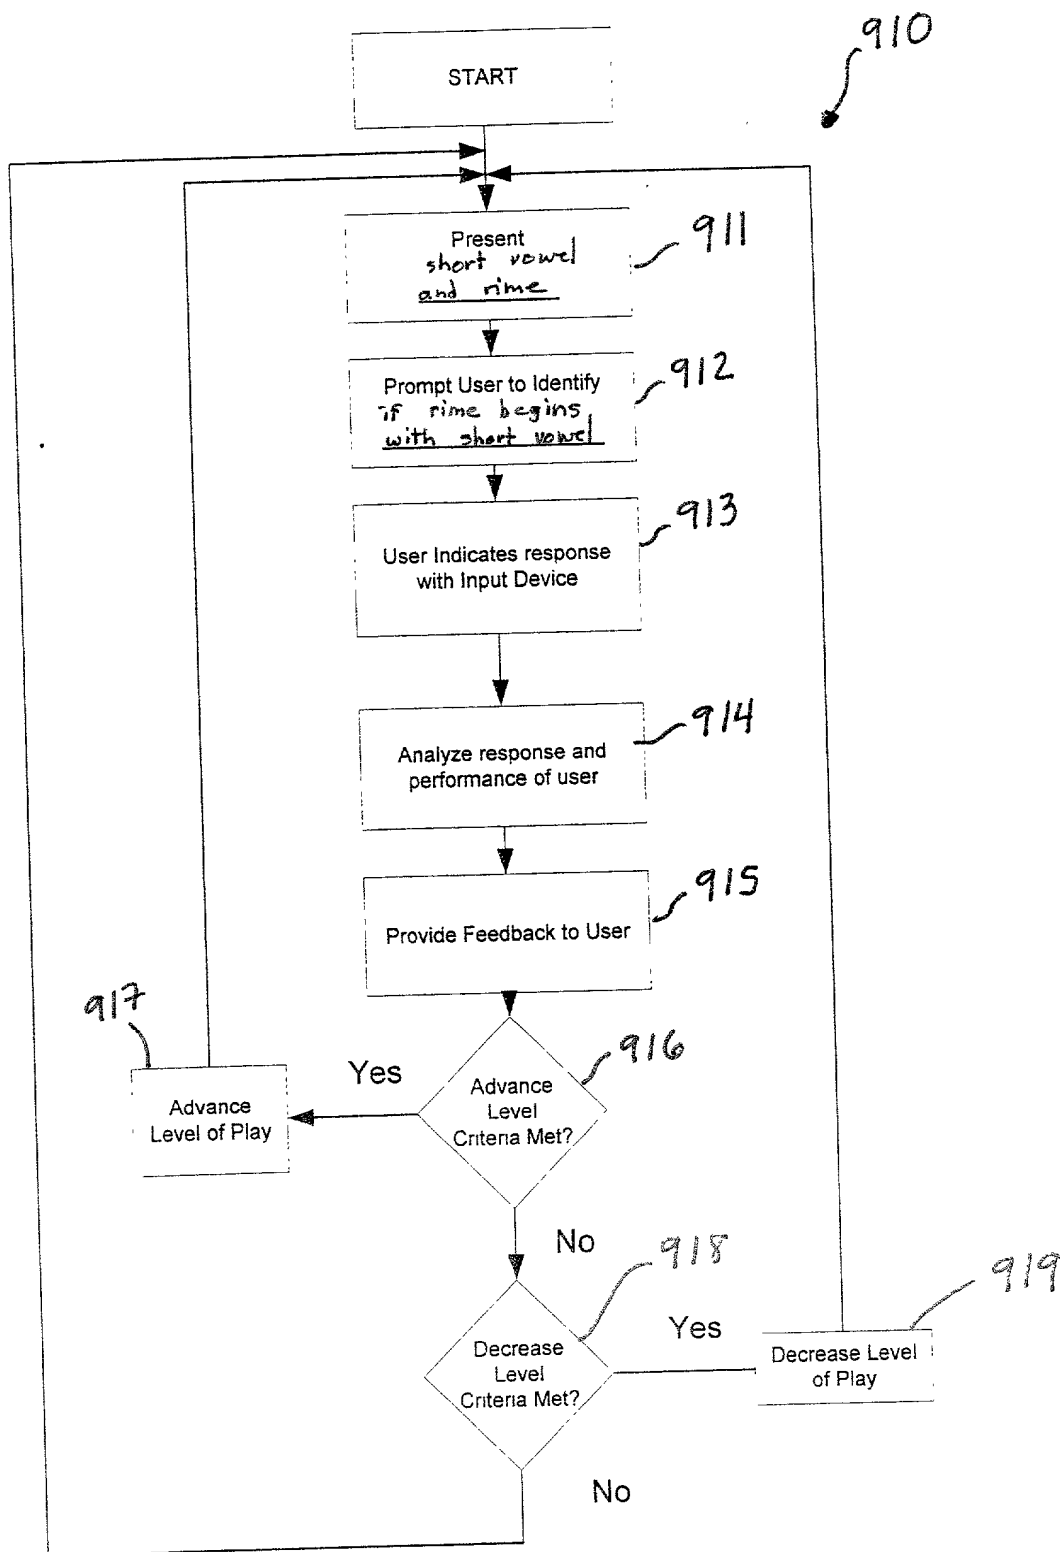 910
START
Present
short vowel
and rime
911
Prompt User to Identify
if rime begins
with short vowel
912
User Indicates response
with Input Device
913
Analyze response and
performance of user
914
Provide Feedback to User
915
Advance
Level
Criteria Met?
916
Yes
917
Advance
Level of Play
No
Decrease
Level
Criteria Met?
918
Yes
Decrease Level
of Play
919
No